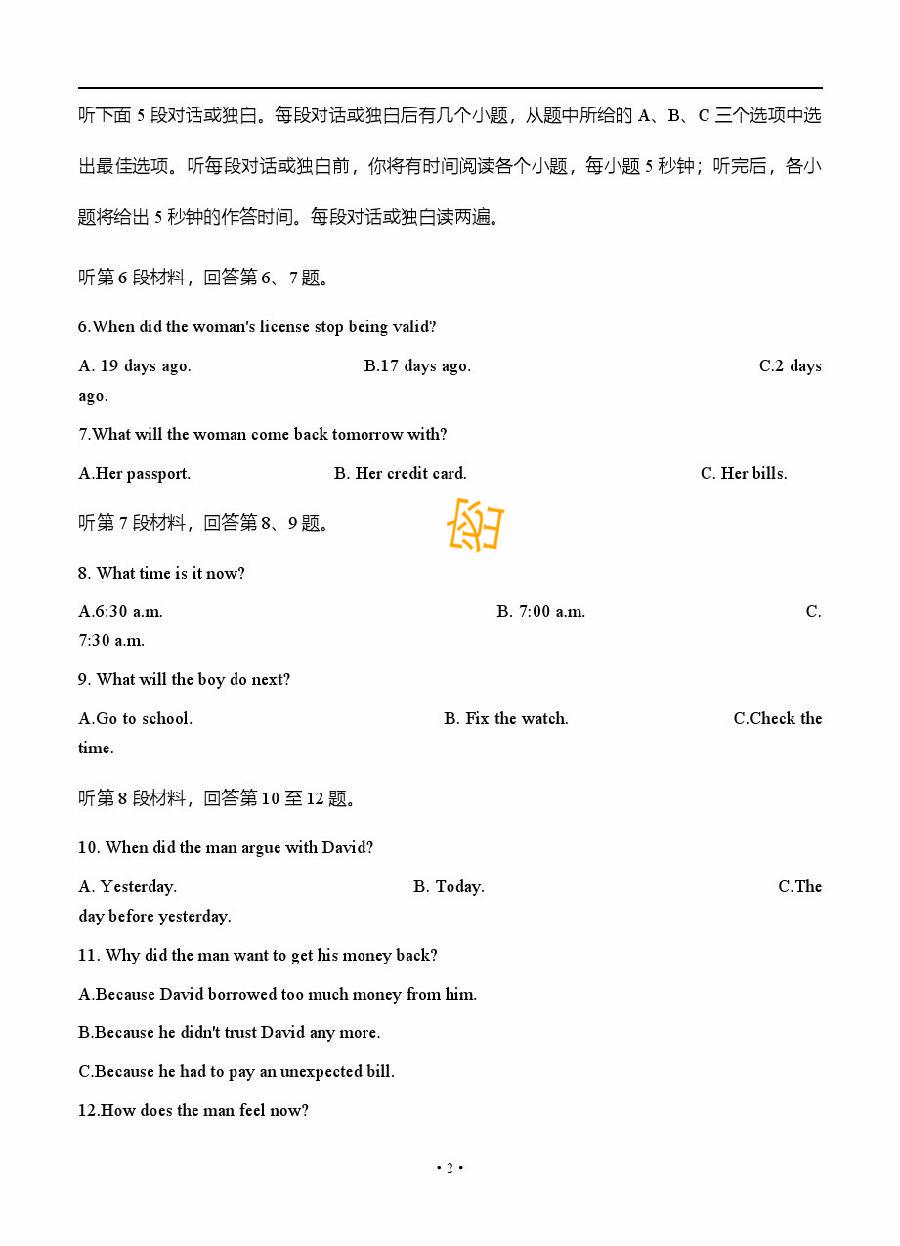 听下面 5 段对话或独白。每段对话或独白后有几个小题，从题中所给的 A、B、C 三个选项中选
出最佳选项。听每段对话或独白前，你将有时间阅读各个小题，每小题 5 秒钟；听完后，各小
题将给出 5 秒钟的作答时间。每段对话或独白读两遍。
听第 6 段材料，回答第 6、7 题。
6.When did the woman's license stop being valid?
A. 19 days ago. B.17 days ago. C.2 days
ago.
7.What will the woman come back tomorrow with?
A.Her passport. B. Her credit card. C. Her bills.
听第 7 段材料，回答第 8、9 题。
8. What time is it now?
A.6:30 a.m. B. 7:00 a.m. C.
7:30 a.m.
9. What will the boy do next?
A.Go to school. B. Fix the watch. C.Check the
time.
听第 8 段材料，回答第 10 至 12 题。
10. When did the man argue with David?
A. Yesterday. B. Today. C.The
day before yesterday.
11. Why did the man want to get his money back?
A.Because David borrowed too much money from him.
B.Because he didn't trust David any more.
C.Because he had to pay an unexpected bill.
12.How does the man feel now?
• 2 •